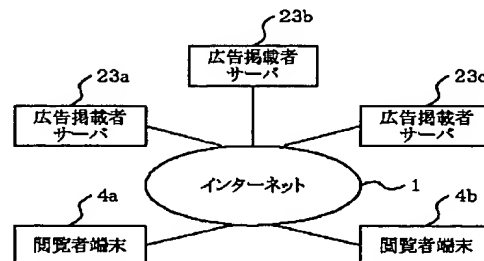 23b
広告掲載者
サーバ
23a
広告掲載者
サーバ
23c
広告掲載者
サーバ
インターネット
1
4a
閲覧者端末
4b
閲覧者端末